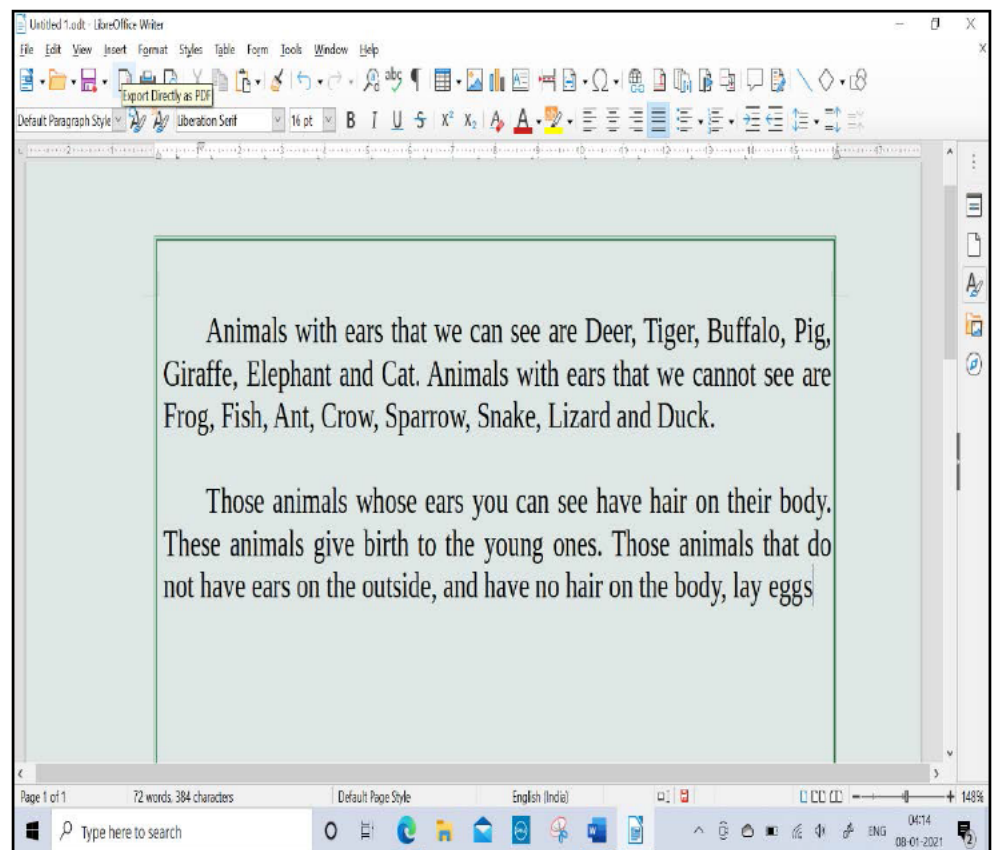 Untitled 1.odt - LibreOffice Writer
File Edit View Insert Format Styles Table Form Tools Window Help
Export Directly as PDF
Default Paragraph Style Liberation Serif 16 pt
Animals with ears that we can see are Deer, Tiger, Buffalo, Pig,
Giraffe, Elephant and Cat. Animals with ears that we cannot see are
Frog, Fish, Ant, Crow, Sparrow, Snake, Lizard and Duck.
Those animals whose ears you can see have hair on their body.
These animals give birth to the young ones. Those animals that do
not have ears on the outside, and have no hair on the body, lay eggs
Page 1 of 1 72 words, 384 characters Default Page Style English (India) 148%
Type here to search ENG 04:14
08-01-2021